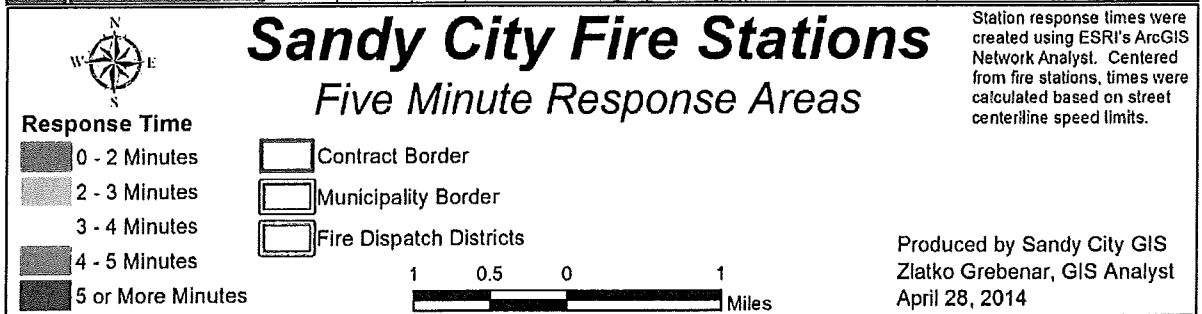 N
W E
S
Sandy City Fire Stations
Five Minute Response Areas
Station response times were
created using ESRI's ArcGIS
Network Analyst. Centered
from fire stations, times were
calculated based on street
centerline speed limits.
Response Time
0 - 2 Minutes
2 - 3 Minutes
3 - 4 Minutes
4 - 5 Minutes
5 or More Minutes
Contract Border
Municipality Border
Fire Dispatch Districts
1 0.5 0 1
Miles
Produced by Sandy City GIS
Zlatko Grebenar, GIS Analyst
April 28, 2014